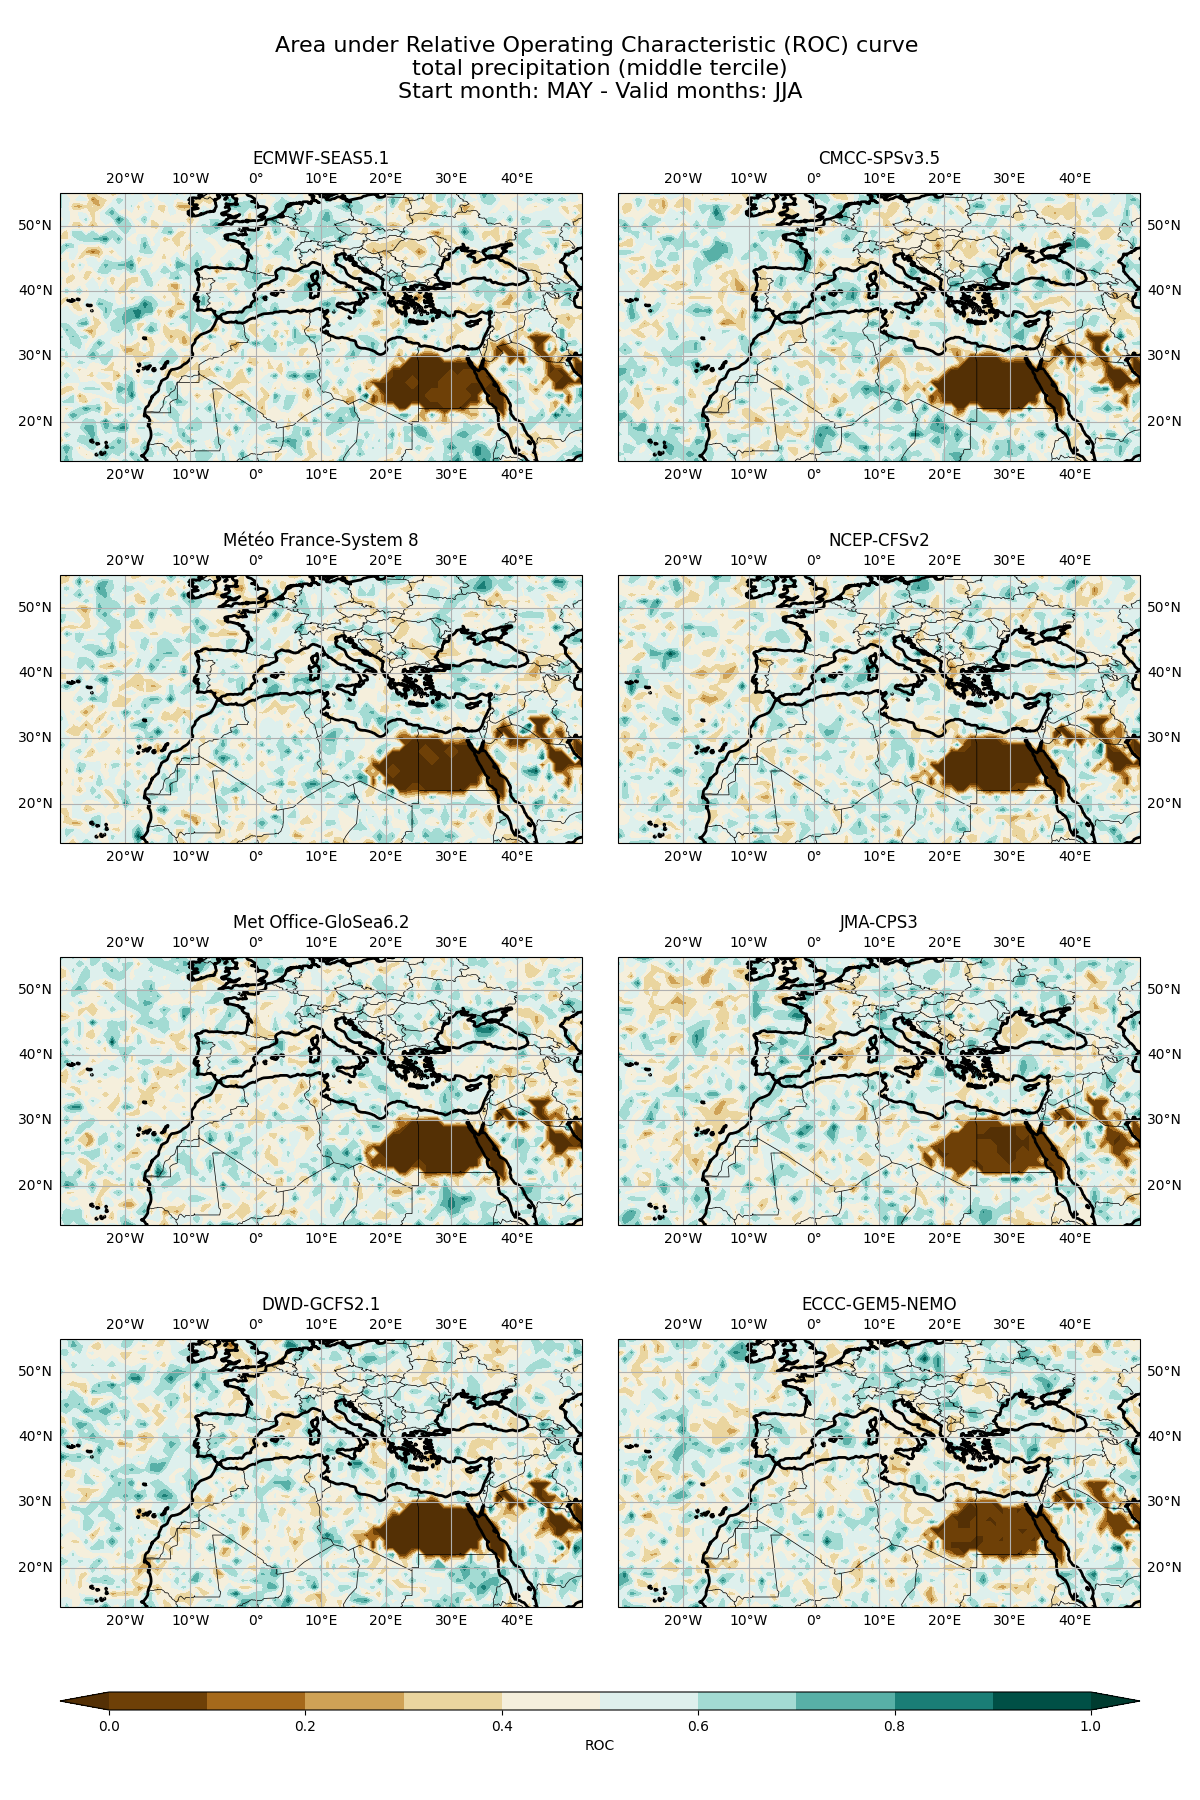 Area under Relative Operating Characteristic (ROC) curve
total precipitation (middle tercile)
Start month: MAY - Valid months: JJA
ECMWF-SEAS5.1
20°W 10°W 0° 10°E 20°E 30°E 40°E
50°N
40°N
30°N
20°N
20°W 10°W 0° 10°E 20°E 30°E 40°E
CMCC-SPSv3.5
20°W 10°W 0° 10°E 20°E 30°E 40°E
50°N
40°N
30°N
20°N
20°W 10°W 0° 10°E 20°E 30°E 40°E
Météo France-System 8
20°W 10°W 0° 10°E 20°E 30°E 40°E
50°N
40°N
30°N
20°N
20°W 10°W 0° 10°E 20°E 30°E 40°E
NCEP-CFSv2
20°W 10°W 0° 10°E 20°E 30°E 40°E
50°N
40°N
30°N
20°N
20°W 10°W 0° 10°E 20°E 30°E 40°E
Met Office-GloSea6.2
20°W 10°W 0° 10°E 20°E 30°E 40°E
50°N
40°N
30°N
20°N
20°W 10°W 0° 10°E 20°E 30°E 40°E
JMA-CPS3
20°W 10°W 0° 10°E 20°E 30°E 40°E
50°N
40°N
30°N
20°N
20°W 10°W 0° 10°E 20°E 30°E 40°E
DWD-GCFS2.1
20°W 10°W 0° 10°E 20°E 30°E 40°E
50°N
40°N
30°N
20°N
20°W 10°W 0° 10°E 20°E 30°E 40°E
ECCC-GEM5-NEMO
20°W 10°W 0° 10°E 20°E 30°E 40°E
50°N
40°N
30°N
20°N
20°W 10°W 0° 10°E 20°E 30°E 40°E
0.0 0.2 0.4 0.6 0.8 1.0
ROC